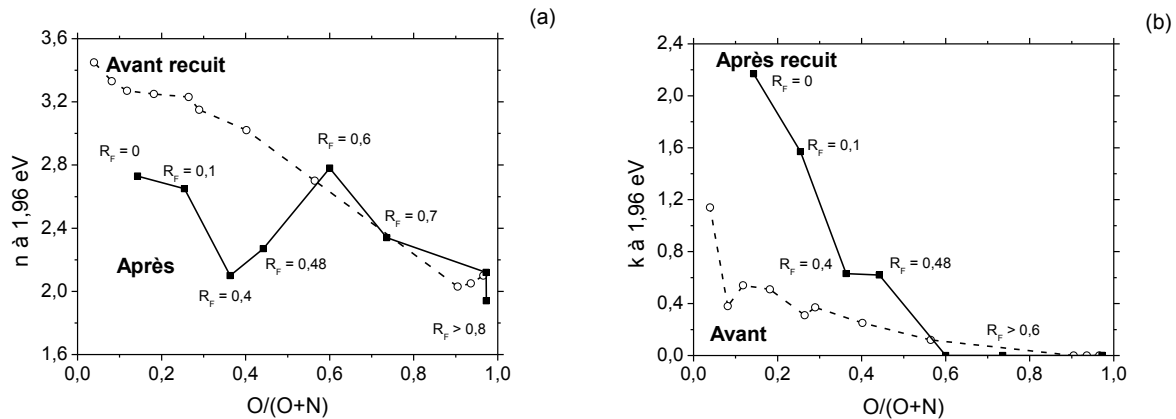 (a)
3,6
3,2
2,8
2,4
2,0
1,6
n à 1,96 eV
Avant recuit
R_F = 0
R_F = 0,1
R_F = 0,6
R_F = 0,7
Après
R_F = 0,48
R_F = 0,4
R_F > 0,8
0,0 0,2 0,4 0,6 0,8 1,0
O/(O+N)
(b)
2,4
2,0
1,6
1,2
0,8
0,4
0,0
k à 1,96 eV
Après recuit
R_F = 0
R_F = 0,1
R_F = 0,4
R_F = 0,48
Avant
R_F > 0,6
0,0 0,2 0,4 0,6 0,8 1,0
O/(O+N)